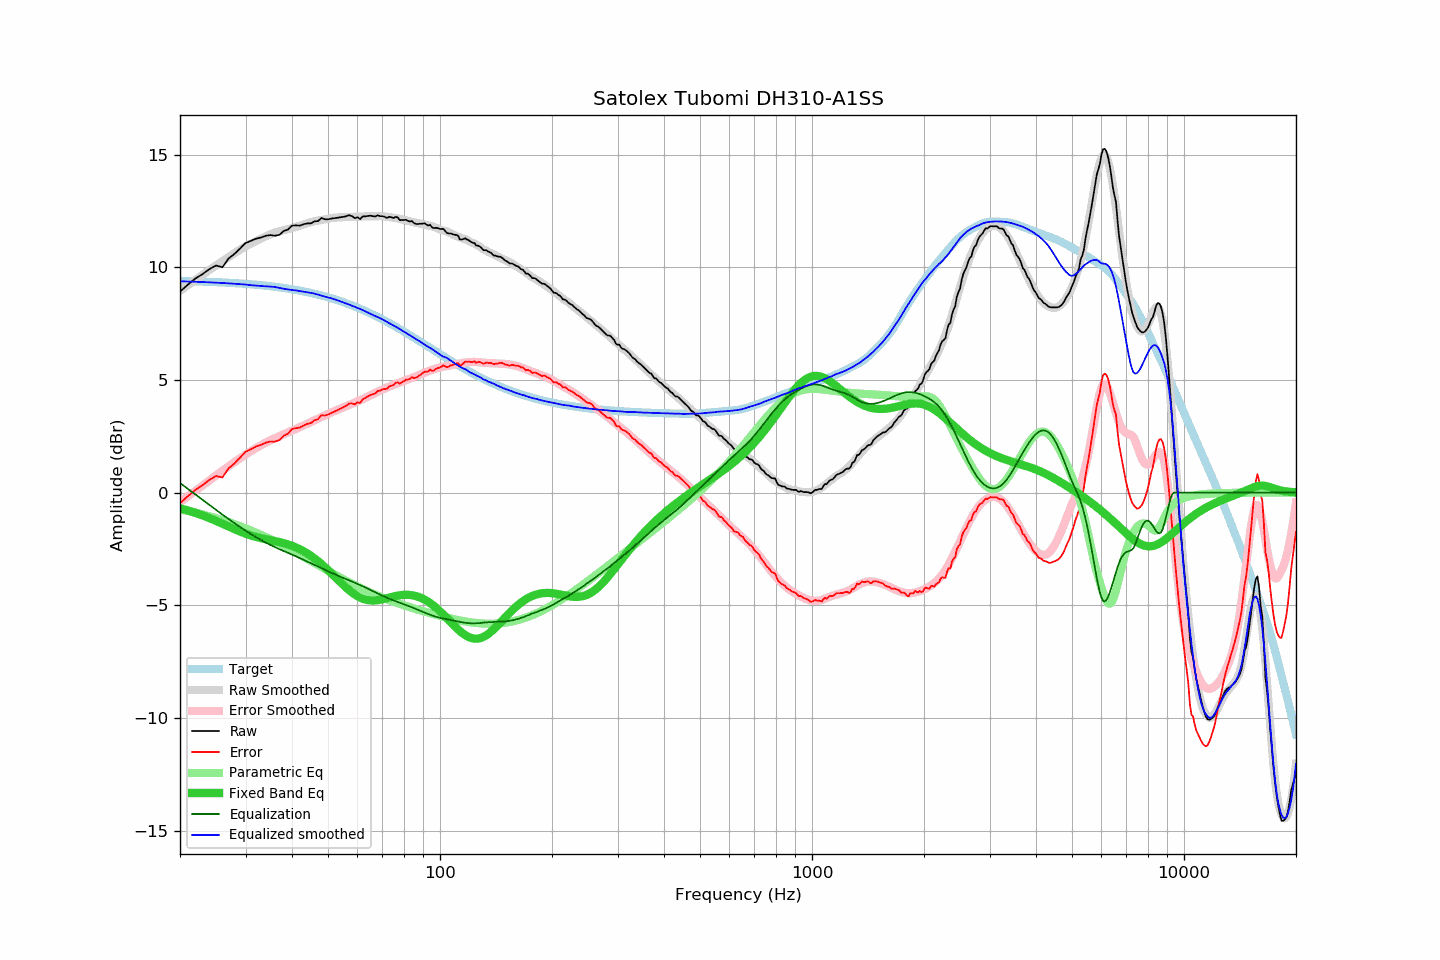 Satolex Tubomi DH310-A1SS
Amplitude (dBr)
15
10
5
0
−5
−10
−15
Target
Raw Smoothed
Error Smoothed
Raw
Error
Parametric Eq
Fixed Band Eq
Equalization
Equalized smoothed
100
1000
10000
Frequency (Hz)